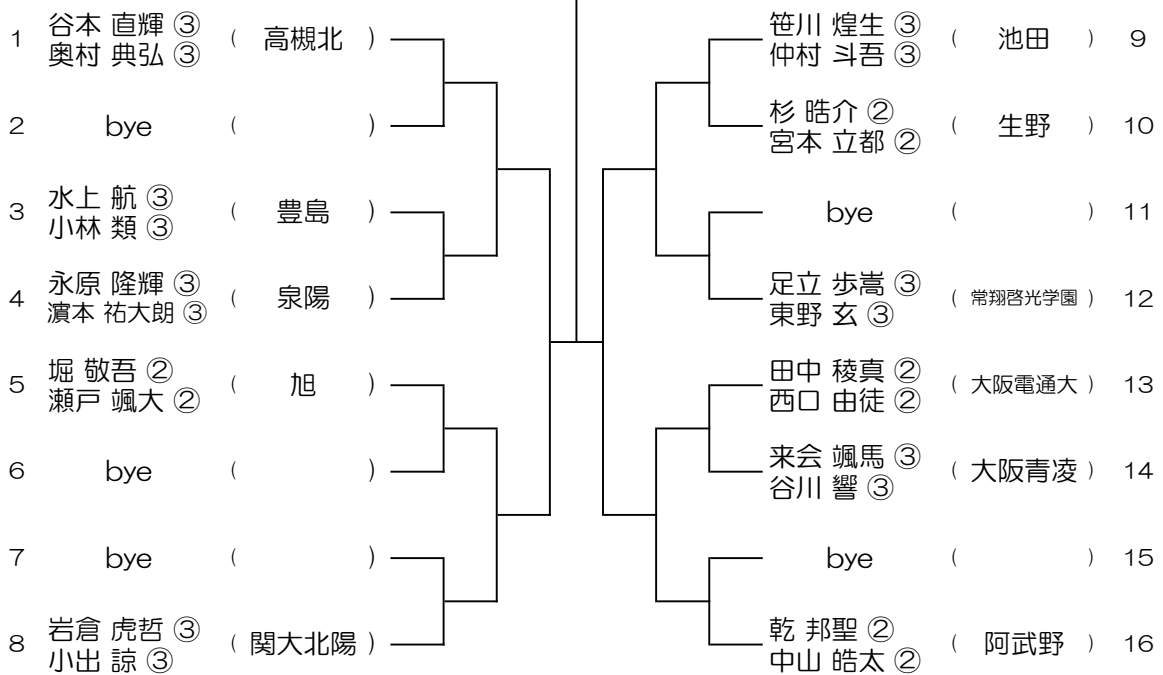 1 谷本 直輝 ③ ( 高槻北 )
奥村 典弘 ③
2 bye ( )
3 水上 航 ③ ( 豊島 )
小林 類 ③
4 永原 隆輝 ③ ( 泉陽 )
濵本 祐大朗 ③
5 堀 敬吾 ② ( 旭 )
瀬戸 颯大 ②
6 bye ( )
7 bye ( )
8 岩倉 虎哲 ③ ( 関大北陽 )
小出 諒 ③
笹川 煌生 ③ ( 池田 ) 9
仲村 斗吾 ③
杉 晧介 ② ( 生野 ) 10
宮本 立都 ②
bye ( ) 11
足立 歩嵩 ③ ( 常翔啓光学園 ) 12
東野 玄 ③
田中 稜真 ② ( 大阪電通大 ) 13
西口 由徒 ②
来会 颯馬 ③ ( 大阪青凌 ) 14
谷川 響 ③
bye ( ) 15
乾 邦聖 ② ( 阿武野 ) 16
中山 皓太 ②